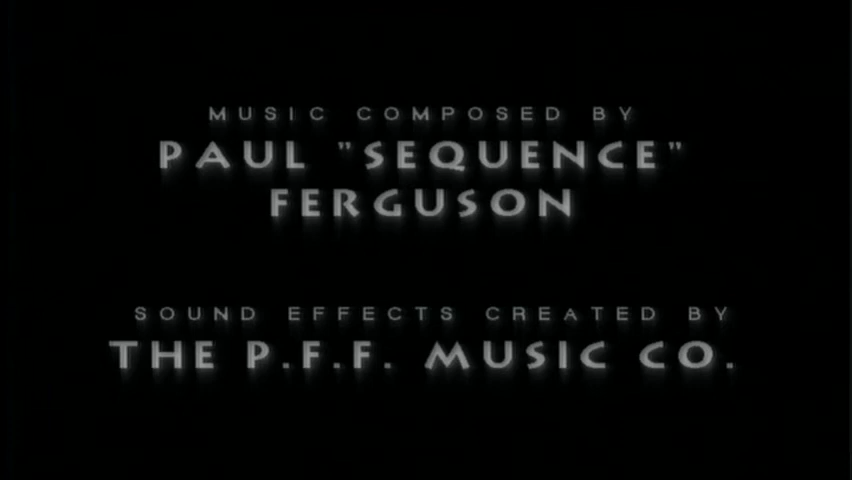 MUSIC COMPOSED BY
PAUL "SEQUENCE"
FERGUSON
SOUND EFFECTS CREATED BY
THE P.F.F. MUSIC CO.